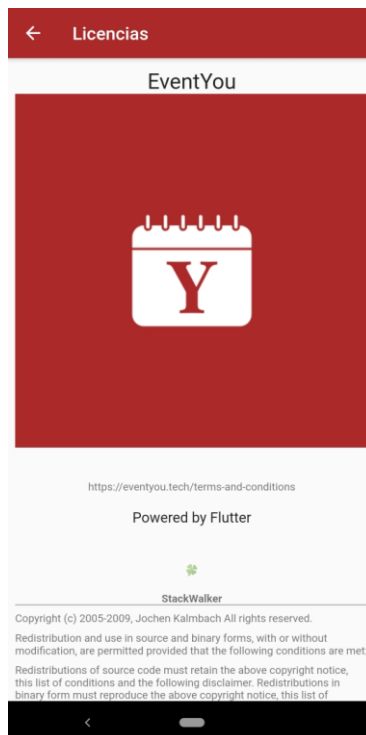 Licencias
EventYou
Y
https://eventyou.tech/terms-and-conditions
Powered by Flutter
StackWalker
Copyright (c) 2005-2009, Jochen Kalmbach All rights reserved.
Redistribution and use in source and binary forms, with or without
modification, are permitted provided that the following conditions are met:
Redistributions of source code must retain the above copyright notice,
this list of conditions and the following disclaimer. Redistributions in
binary form must reproduce the above copyright notice, this list of